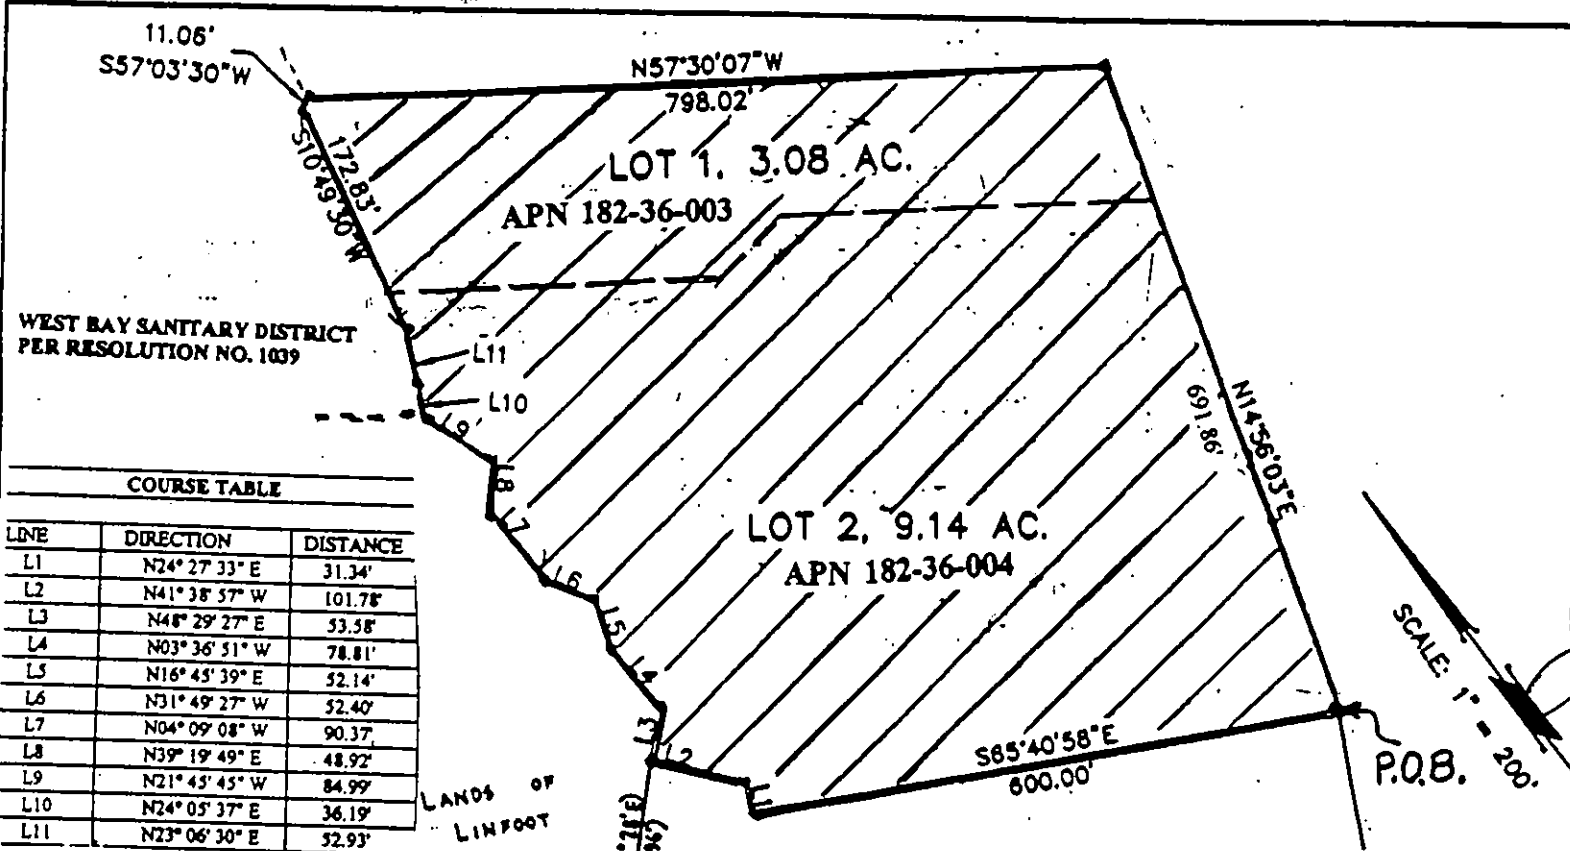 11.06'
S57°03'30"W
N57°30'07"W
798.02'
172.83'
S10°49'30"W
LOT 1, 3.08 AC.
APN 182-36-003
WEST BAY SANITARY DISTRICT
PER RESOLUTION NO. 1039
L11
L10
L9
L8
L7
L6
L5
L4
L3
L2
L1
N14°56'03"E
691.86'
LOT 2, 9.14 AC.
APN 182-36-004
S65°40'58"E
600.00'
P.O.B.
SCALE: 1" = 200'
COURSE TABLE
LINE DIRECTION DISTANCE
L1 N24° 27' 33" E 31.34'
L2 N41° 38' 57" W 101.78'
L3 N48° 29' 27" E 53.58'
L4 N03° 36' 51" W 78.81'
L5 N16° 45' 39" E 52.14'
L6 N31° 49' 27" W 52.40'
L7 N04° 09' 08" W 90.37'
L8 N39° 19' 49" E 48.92'
L9 N21° 45' 45" W 84.99'
L10 N24° 05' 37" E 36.19'
L11 N23° 06' 30" E 52.93'
LANDS OF
LINFOOT